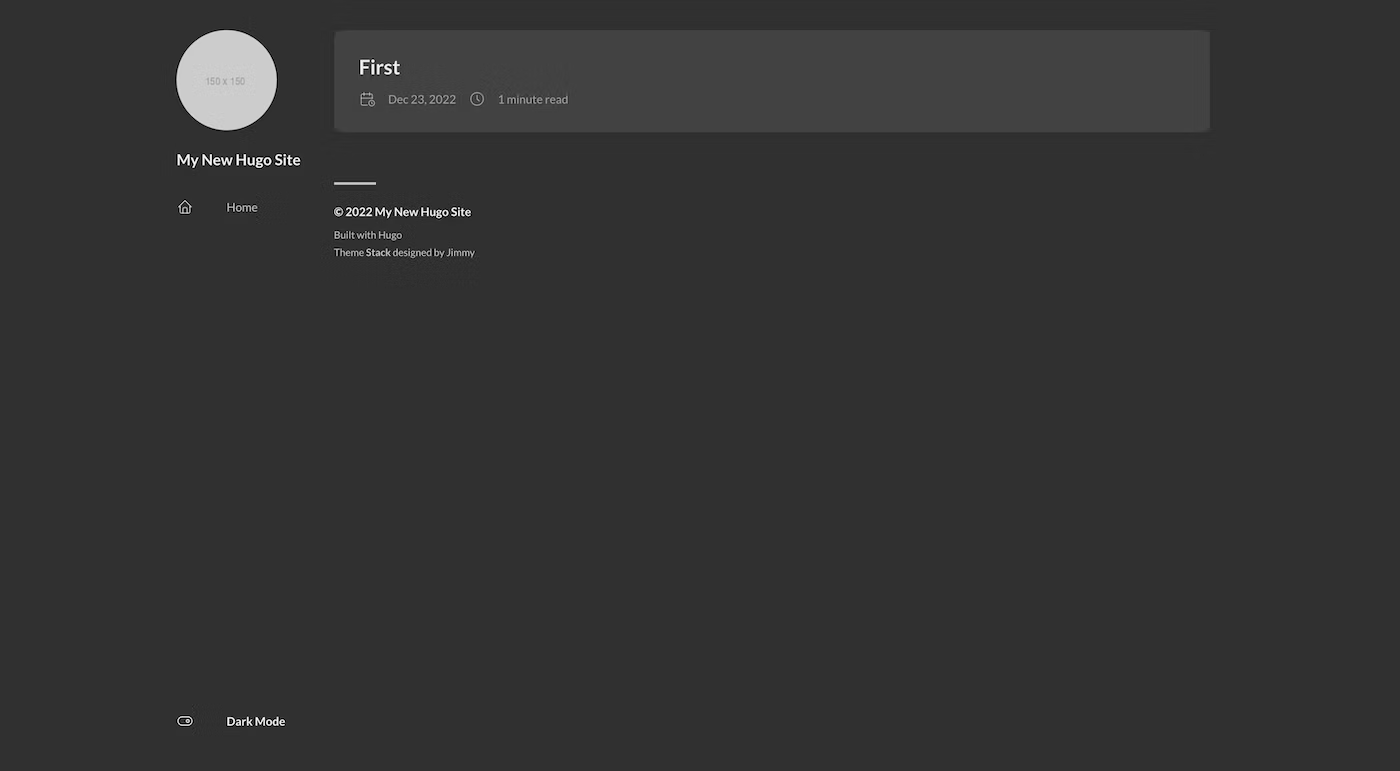 150 x 150
My New Hugo Site
Home
Dark Mode
First
Dec 23, 2022 1 minute read
© 2022 My New Hugo Site
Built with Hugo
Theme Stack designed by Jimmy